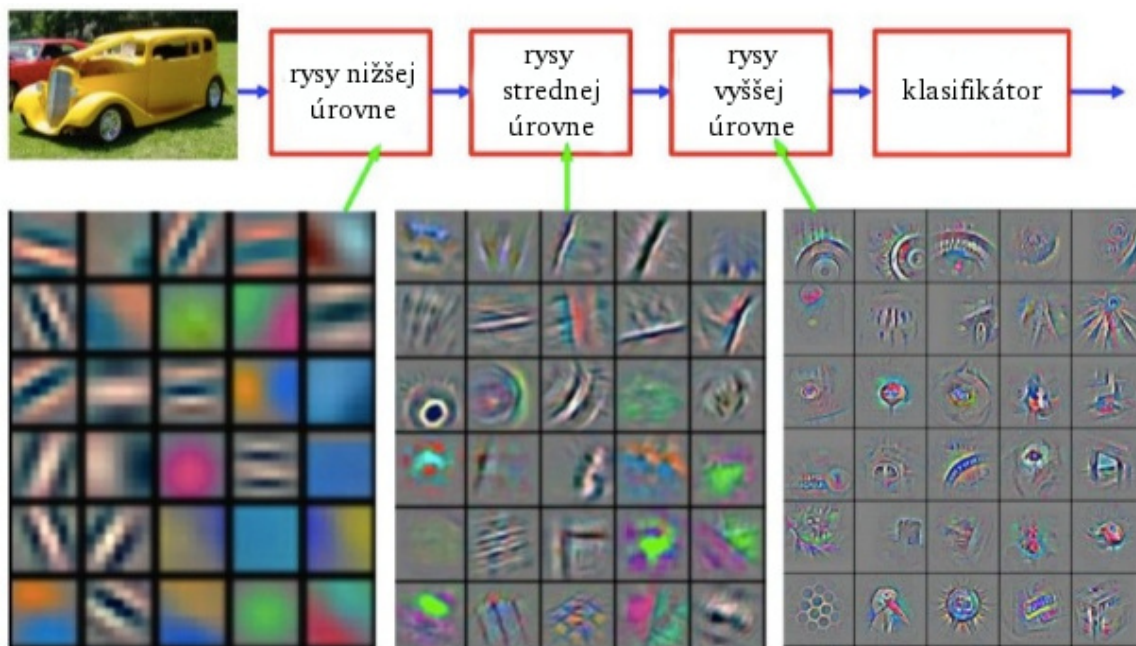 rysy nižšej
úrovne
rysy
strednej
úrovne
rysy
vyššej
úrovne
klasifikátor